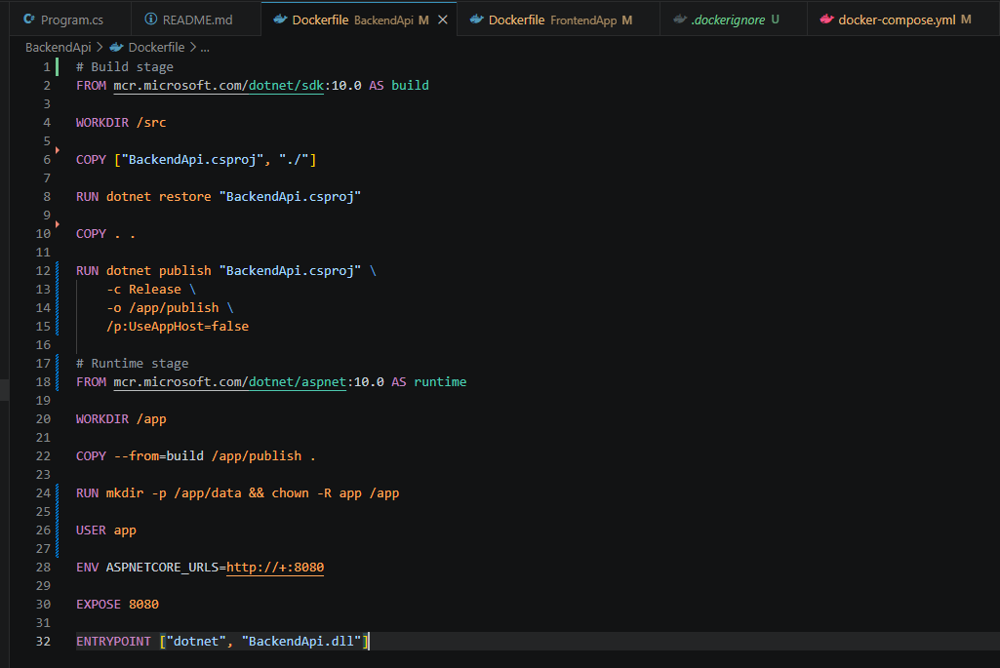 C# Program.cs README.md Dockerfile BackendApi M Dockerfile FrontendApp M .dockerignore U docker-compose.yml M
BackendApi > Dockerfile > ...
1 # Build stage
2 FROM mcr.microsoft.com/dotnet/sdk:10.0 AS build
3
4 WORKDIR /src
5
6 COPY ["BackendApi.csproj", "./"]
7
8 RUN dotnet restore "BackendApi.csproj"
9
10 COPY . .
11
12 RUN dotnet publish "BackendApi.csproj" \
13 -c Release \
14 -o /app/publish \
15 /p:UseAppHost=false
16
17 # Runtime stage
18 FROM mcr.microsoft.com/dotnet/aspnet:10.0 AS runtime
19
20 WORKDIR /app
21
22 COPY --from=build /app/publish .
23
24 RUN mkdir -p /app/data && chown -R app /app
25
26 USER app
27
28 ENV ASPNETCORE_URLS=http://+:8080
29
30 EXPOSE 8080
31
32 ENTRYPOINT ["dotnet", "BackendApi.dll"]